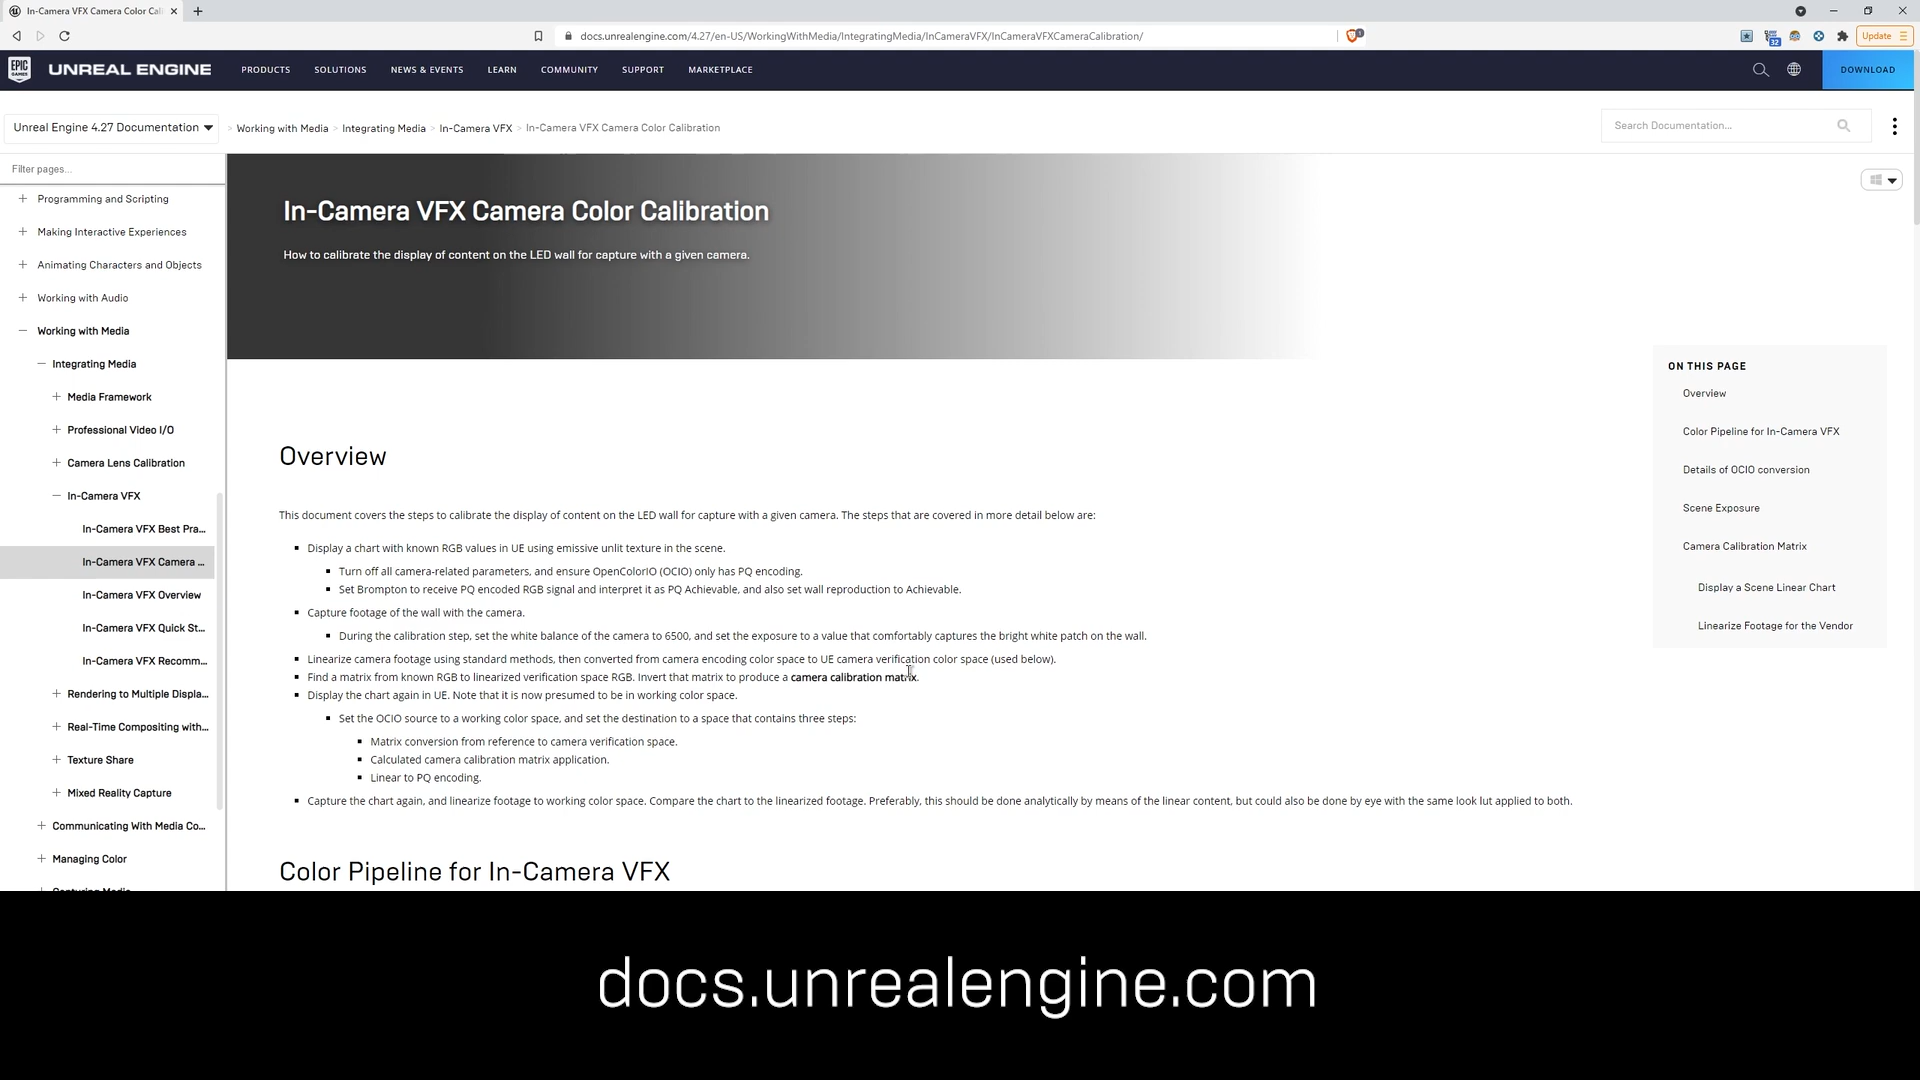 In-Camera VFX Camera Color Cali
docs.unrealengine.com/4.27/en-US/WorkingWithMedia/IntegratingMedia/InCameraVFX/InCameraVFXCameraCalibration/
1
32
Update
EPIC GAMES
UNREAL ENGINE
PRODUCTS
SOLUTIONS
NEWS & EVENTS
LEARN
COMMUNITY
SUPPORT
MARKETPLACE
DOWNLOAD
Unreal Engine 4.27 Documentation
> Working with Media > Integrating Media > In-Camera VFX > In-Camera VFX Camera Color Calibration
Search Documentation...
Filter pages...
Programming and Scripting
Making Interactive Experiences
Animating Characters and Objects
Working with Audio
Working with Media
Integrating Media
Media Framework
Professional Video I/O
Camera Lens Calibration
In-Camera VFX
In-Camera VFX Best Pra...
In-Camera VFX Camera ...
In-Camera VFX Overview
In-Camera VFX Quick St...
In-Camera VFX Recomm...
Rendering to Multiple Displa...
Real-Time Compositing with...
Texture Share
Mixed Reality Capture
Communicating With Media Co...
Managing Color
Capturing Media
In-Camera VFX Camera Color Calibration
How to calibrate the display of content on the LED wall for capture with a given camera.
Overview
This document covers the steps to calibrate the display of content on the LED wall for capture with a given camera. The steps that are covered in more detail below are:
Display a chart with known RGB values in UE using emissive unlit texture in the scene.
Turn off all camera-related parameters, and ensure OpenColorIO (OCIO) only has PQ encoding.
Set Brompton to receive PQ encoded RGB signal and interpret it as PQ Achievable, and also set wall reproduction to Achievable.
Capture footage of the wall with the camera.
During the calibration step, set the white balance of the camera to 6500, and set the exposure to a value that comfortably captures the bright white patch on the wall.
Linearize camera footage using standard methods, then converted from camera encoding color space to UE camera verification color space (used below).
Find a matrix from known RGB to linearized verification space RGB. Invert that matrix to produce a camera calibration matrix.
Display the chart again in UE. Note that it is now presumed to be in working color space.
Set the OCIO source to a working color space, and set the destination to a space that contains three steps:
Matrix conversion from reference to camera verification space.
Calculated camera calibration matrix application.
Linear to PQ encoding.
Capture the chart again, and linearize footage to working color space. Compare the chart to the linearized footage. Preferably, this should be done analytically by means of the linear content, but could also be done by eye with the same look lut applied to both.
Color Pipeline for In-Camera VFX
ON THIS PAGE
Overview
Color Pipeline for In-Camera VFX
Details of OCIO conversion
Scene Exposure
Camera Calibration Matrix
Display a Scene Linear Chart
Linearize Footage for the Vendor
docs.unrealengine.com